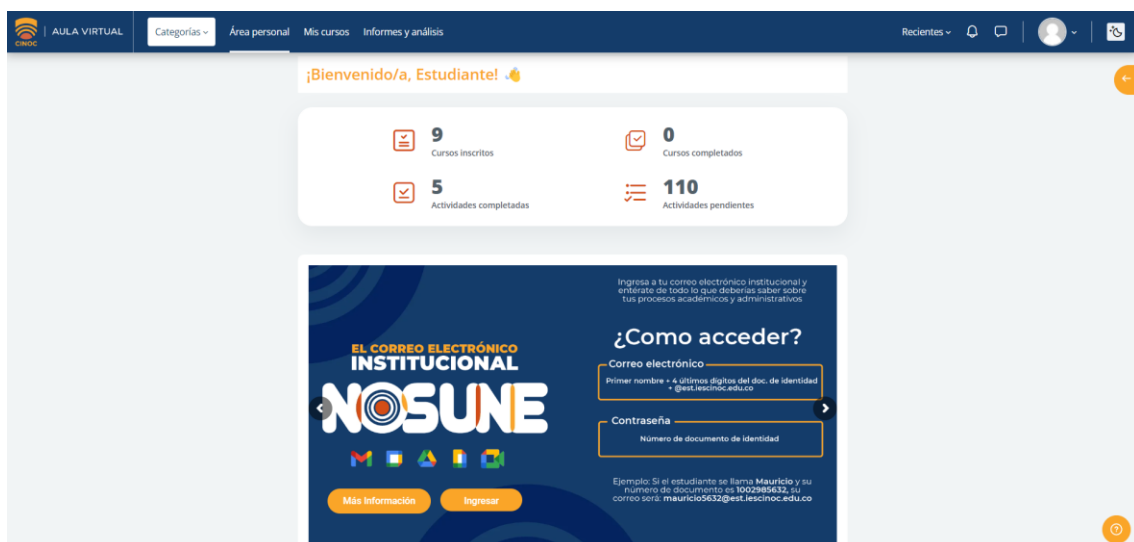 CINOC
AULA VIRTUAL
Categorías
Área personal
Mis cursos
Informes y análisis
Recientes
¡Bienvenido/a, Estudiante!
9
Cursos inscritos
0
Cursos completados
5
Actividades completadas
110
Actividades pendientes
EL CORREO ELECTRÓNICO
INSTITUCIONAL
NOSUNE
Más Información
Ingresar
Ingresa a tu correo electrónico institucional y
entérate de todo lo que deberías saber sobre
tus procesos académicos y administrativos
¿Como acceder?
Correo electrónico
Primer nombre + 4 últimos dígitos del doc. de identidad
+ @est.iescinoc.edu.co
Contraseña
Número de documento de identidad
Ejemplo: Si el estudiante se llama Mauricio y su
número de documento es 1002985632, su
correo será: mauricio5632@est.iescinoc.edu.co